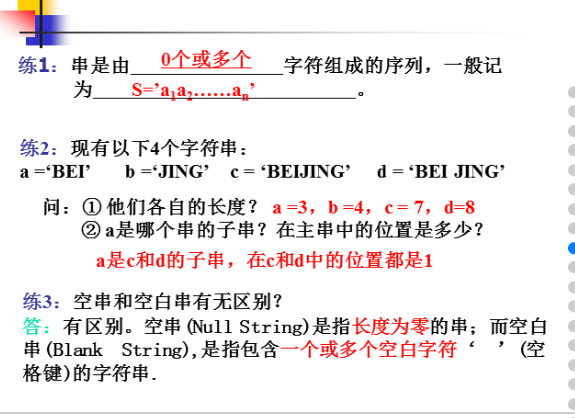 练1：串是由 0个或多个 字符组成的序列，一般记
为 S=’a1a2……an’ 。
练2：现有以下4个字符串：
a =‘BEI’ b =‘JING’ c = ‘BEIJING’ d = ‘BEI JING’
问：① 他们各自的长度？ a =3，b =4，c = 7，d=8
② a是哪个串的子串？在主串中的位置是多少？
a是c和d的子串，在c和d中的位置都是1
练3：空串和空白串有无区别？
答：有区别。空串(Null String)是指长度为零的串；而空白
串(Blank String),是指包含一个或多个空白字符‘ ’(空
格键)的字符串.